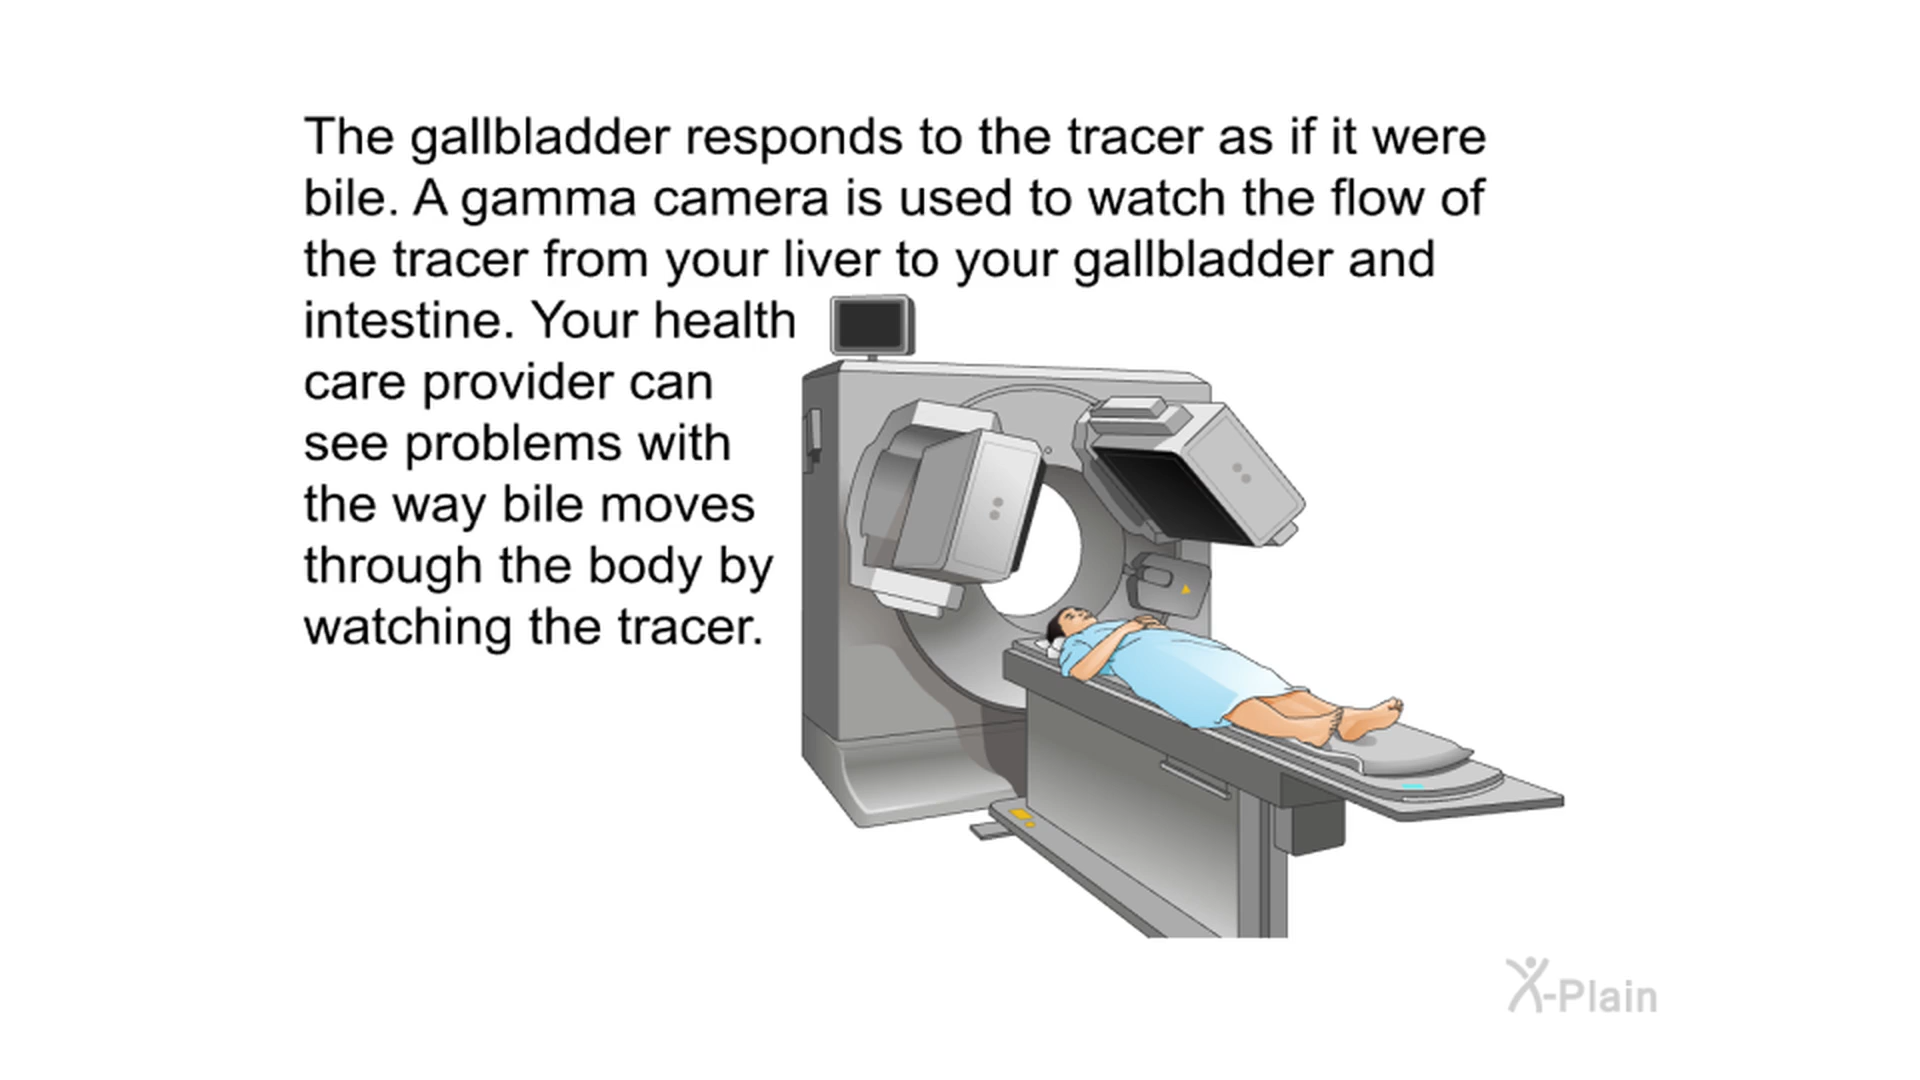 The gallbladder responds to the tracer as if it were
bile. A gamma camera is used to watch the flow of
the tracer from your liver to your gallbladder and
intestine. Your health
care provider can
see problems with
the way bile moves
through the body by
watching the tracer.
X-Plain